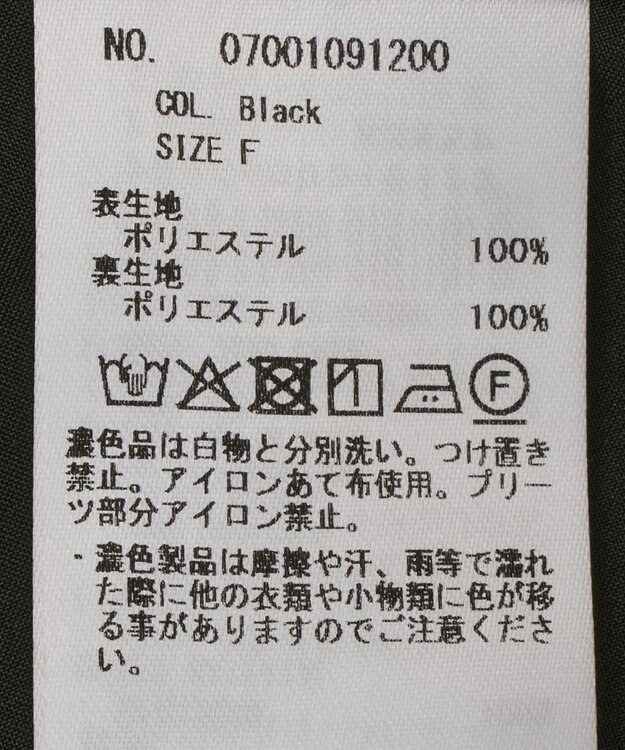 NO. 07001091200
COL. Black
SIZE F
表生地
ポリエステル 100%
裏生地
ポリエステル 100%
F
濃色品は白物と分別洗い。つけ置き
禁止。アイロンあて布使用。プリー
ツ部分アイロン禁止。
・濃色製品は摩擦や汗、雨等で濡れ
た際に他の衣類や小物類に色が移
る事がありますのでご注意くださ
い。